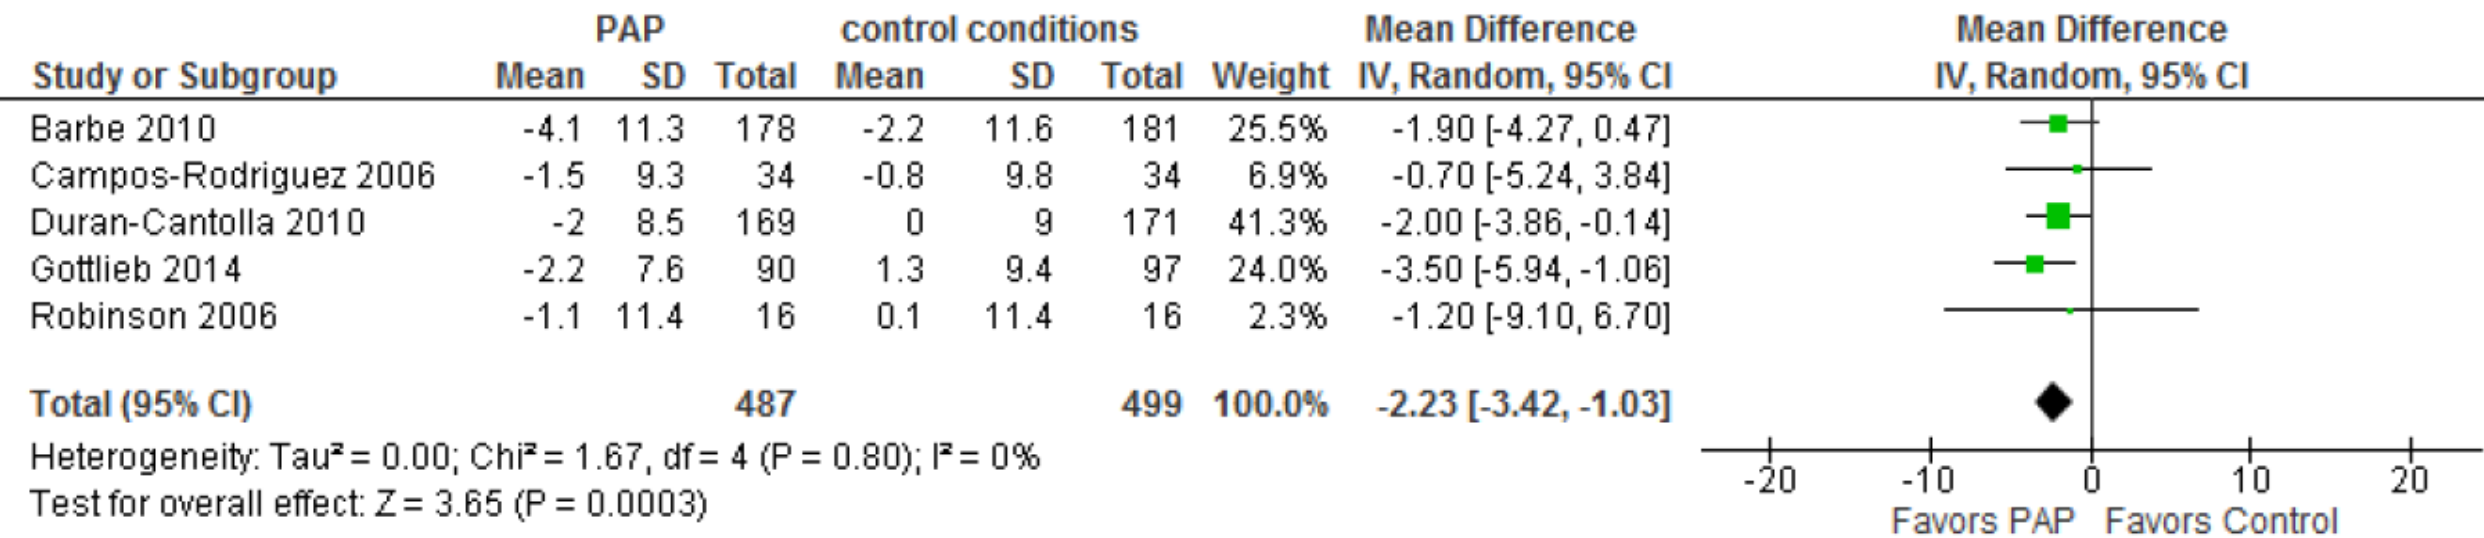 PAP control conditions Mean Difference Mean Difference
Study or Subgroup Mean SD Total Mean SD Total Weight IV, Random, 95% CI IV, Random, 95% CI
Barbe 2010 -4.1 11.3 178 -2.2 11.6 181 25.5% -1.90 [-4.27, 0.47]
Campos-Rodriguez 2006 -1.5 9.3 34 -0.8 9.8 34 6.9% -0.70 [-5.24, 3.84]
Duran-Cantolla 2010 -2 8.5 169 0 9 171 41.3% -2.00 [-3.86, -0.14]
Gottlieb 2014 -2.2 7.6 90 1.3 9.4 97 24.0% -3.50 [-5.94, -1.06]
Robinson 2006 -1.1 11.4 16 0.1 11.4 16 2.3% -1.20 [-9.10, 6.70]
Total (95% CI) 487 499 100.0% -2.23 [-3.42, -1.03]
Heterogeneity: Tau² = 0.00; Chi² = 1.67, df = 4 (P = 0.80); I² = 0%
Test for overall effect: Z = 3.65 (P = 0.0003)
-20 -10 0 10 20
Favors PAP Favors Control